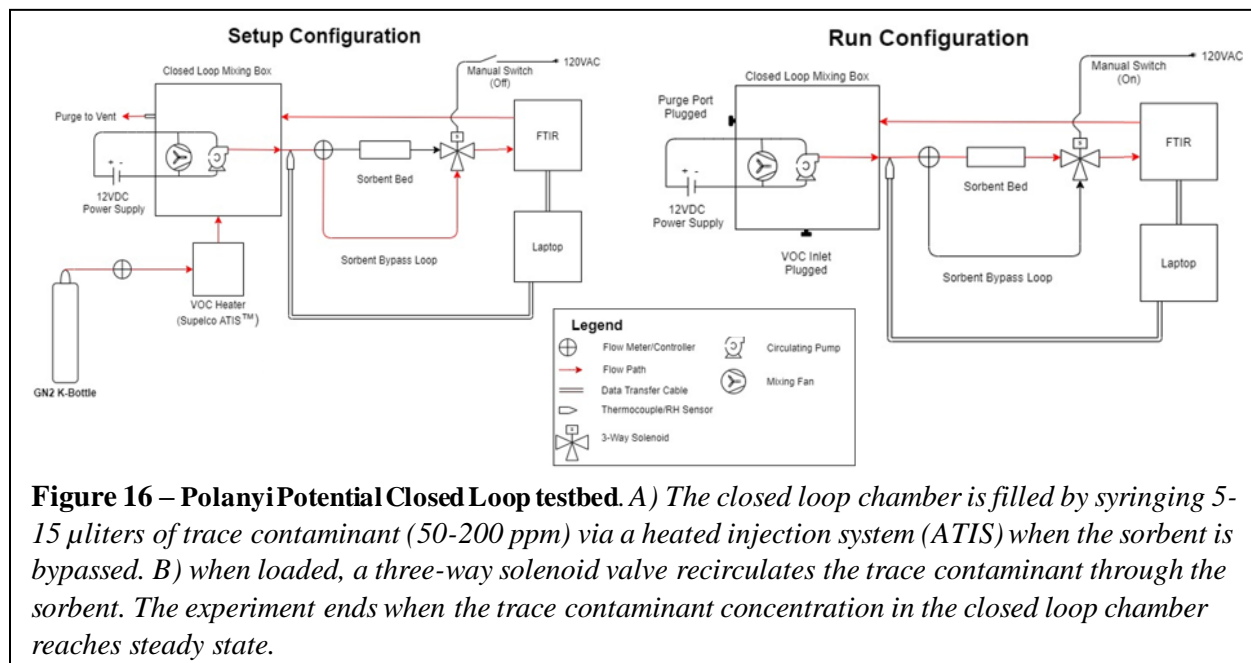 Setup Configuration
Closed Loop Mixing Box
Manual Switch
(Off)
120VAC
Purge to Vent
+ -
12VDC
Power Supply
Sorbent Bed
S
FTIR
Sorbent Bypass Loop
Laptop
VOC Heater
(Supelco ATIS™)
GN2 K-Bottle
Run Configuration
Closed Loop Mixing Box
Manual Switch
(On)
120VAC
Purge Port
Plugged
+ -
12VDC
Power Supply
Sorbent Bed
S
FTIR
VOC Inlet
Plugged
Sorbent Bypass Loop
Laptop
Legend
Flow Meter/Controller
Circulating Pump
Flow Path
Data Transfer Cable
Mixing Fan
Thermocouple/RH Sensor
S
3-Way Solenoid
Figure 16 – Polanyi Potential Closed Loop testbed. A) The closed loop chamber is filled by syringing 5-
15 µliters of trace contaminant (50-200 ppm) via a heated injection system (ATIS) when the sorbent is
bypassed. B) when loaded, a three-way solenoid valve recirculates the trace contaminant through the
sorbent. The experiment ends when the trace contaminant concentration in the closed loop chamber
reaches steady state.